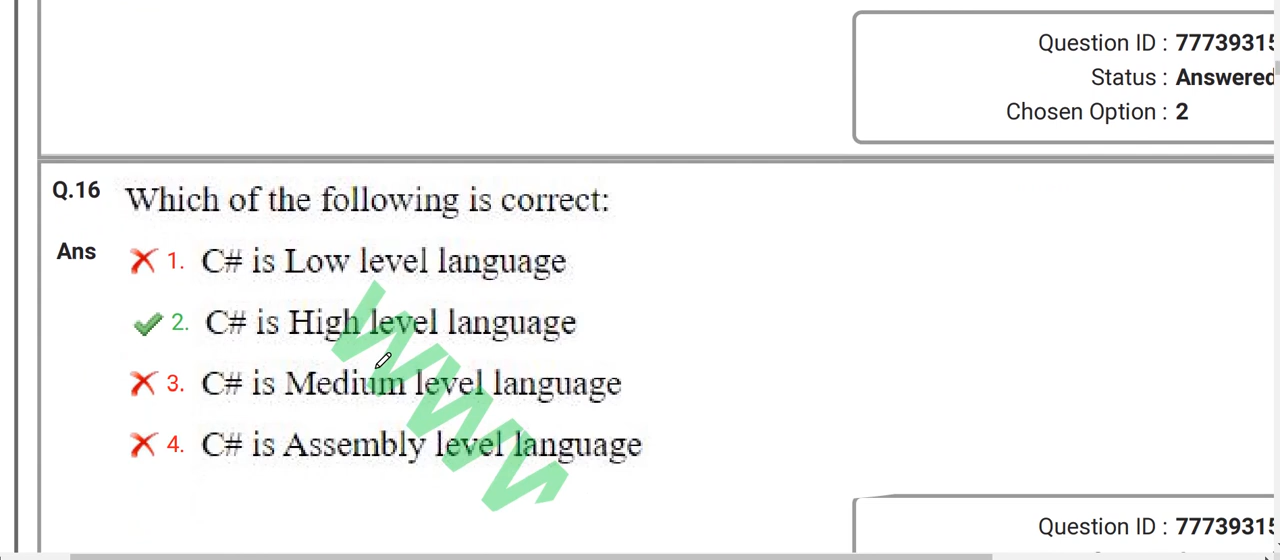 Question ID : 77739315
Status : Answered
Chosen Option : 2
Q.16 Which of the following is correct:
Ans 1. C# is Low level language
2. C# is High level language
3. C# is Medium level language
4. C# is Assembly level language
www
Question ID : 77739315